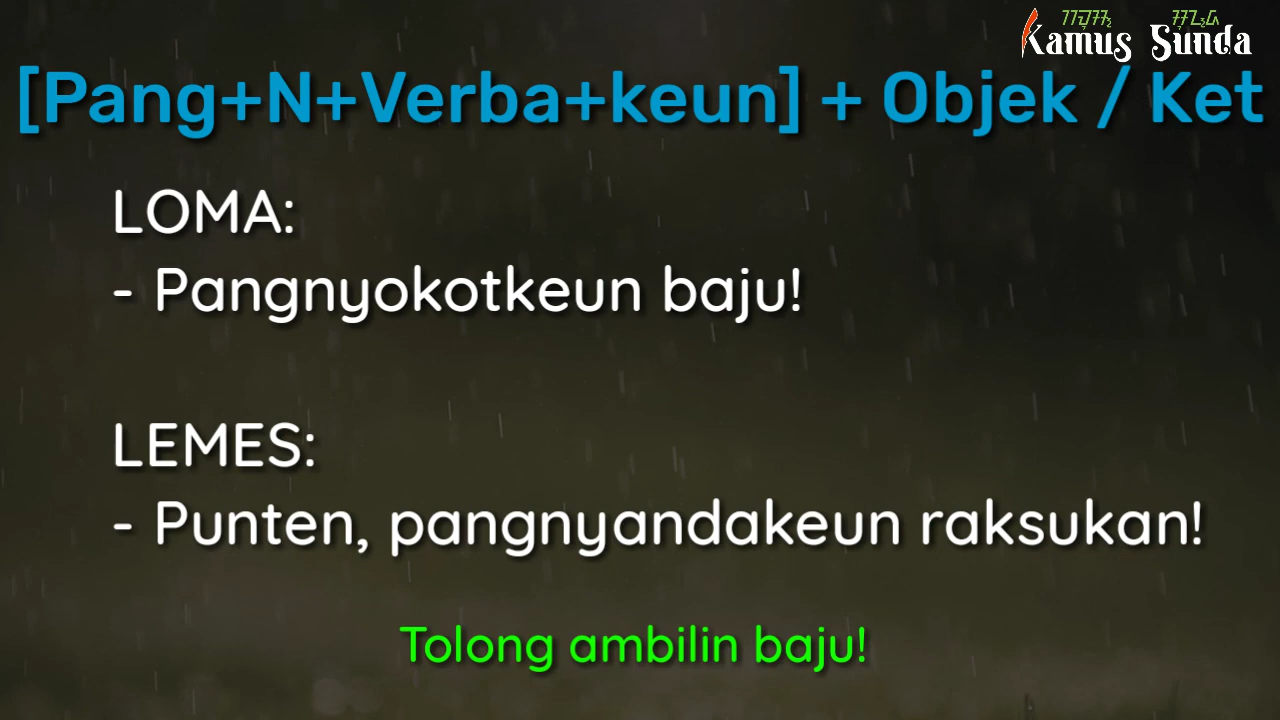 Kamus Sunda
[Pang+N+Verba+keun] + Objek / Ket
LOMA:
- Pangnyokotkeun baju!
LEMES:
- Punten, pangnyandakeun raksukan!
Tolong ambilin baju!